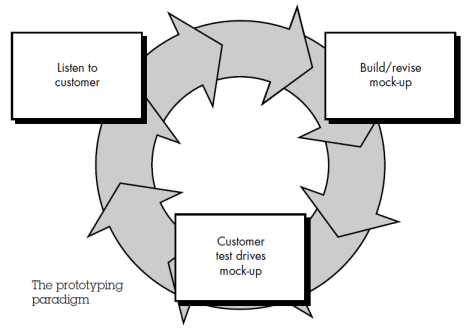 Listen to
customer
Build/revise
mock-up
Customer
test drives
mock-up
The prototyping
paradigm